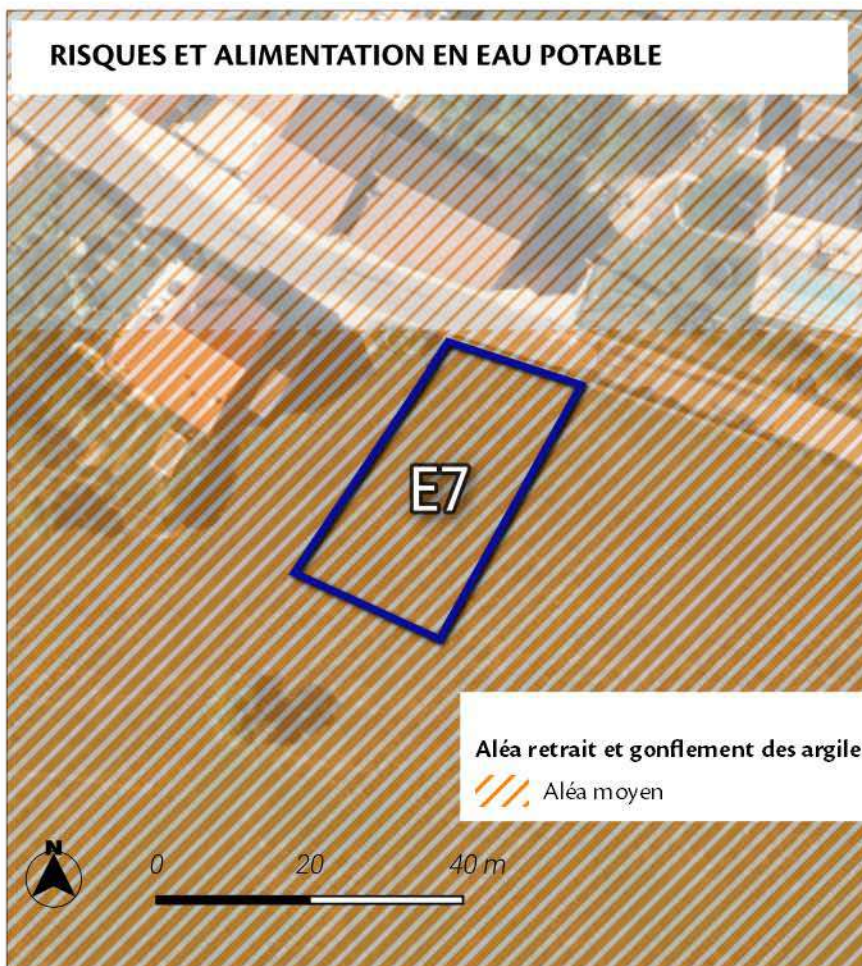 RISQUES ET ALIMENTATION EN EAU POTABLE
E7
Aléa retrait et gonflement des argile
Aléa moyen
N
0 20 40 m